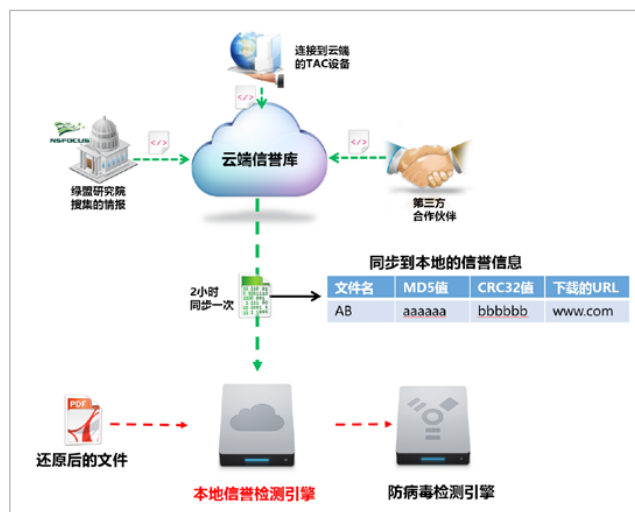 连接到云端
的TAC设备
NSFOCUS
云端信誉库
绿盟研究院
搜集的情报
第三方
合作伙伴
同步到本地的信誉信息
2小时
同步一次
文件名 MD5值 CRC32值 下载的URL
AB aaaaaa bbbbbb www.com
PDF
还原后的文件
本地信誉检测引擎
防病毒检测引擎